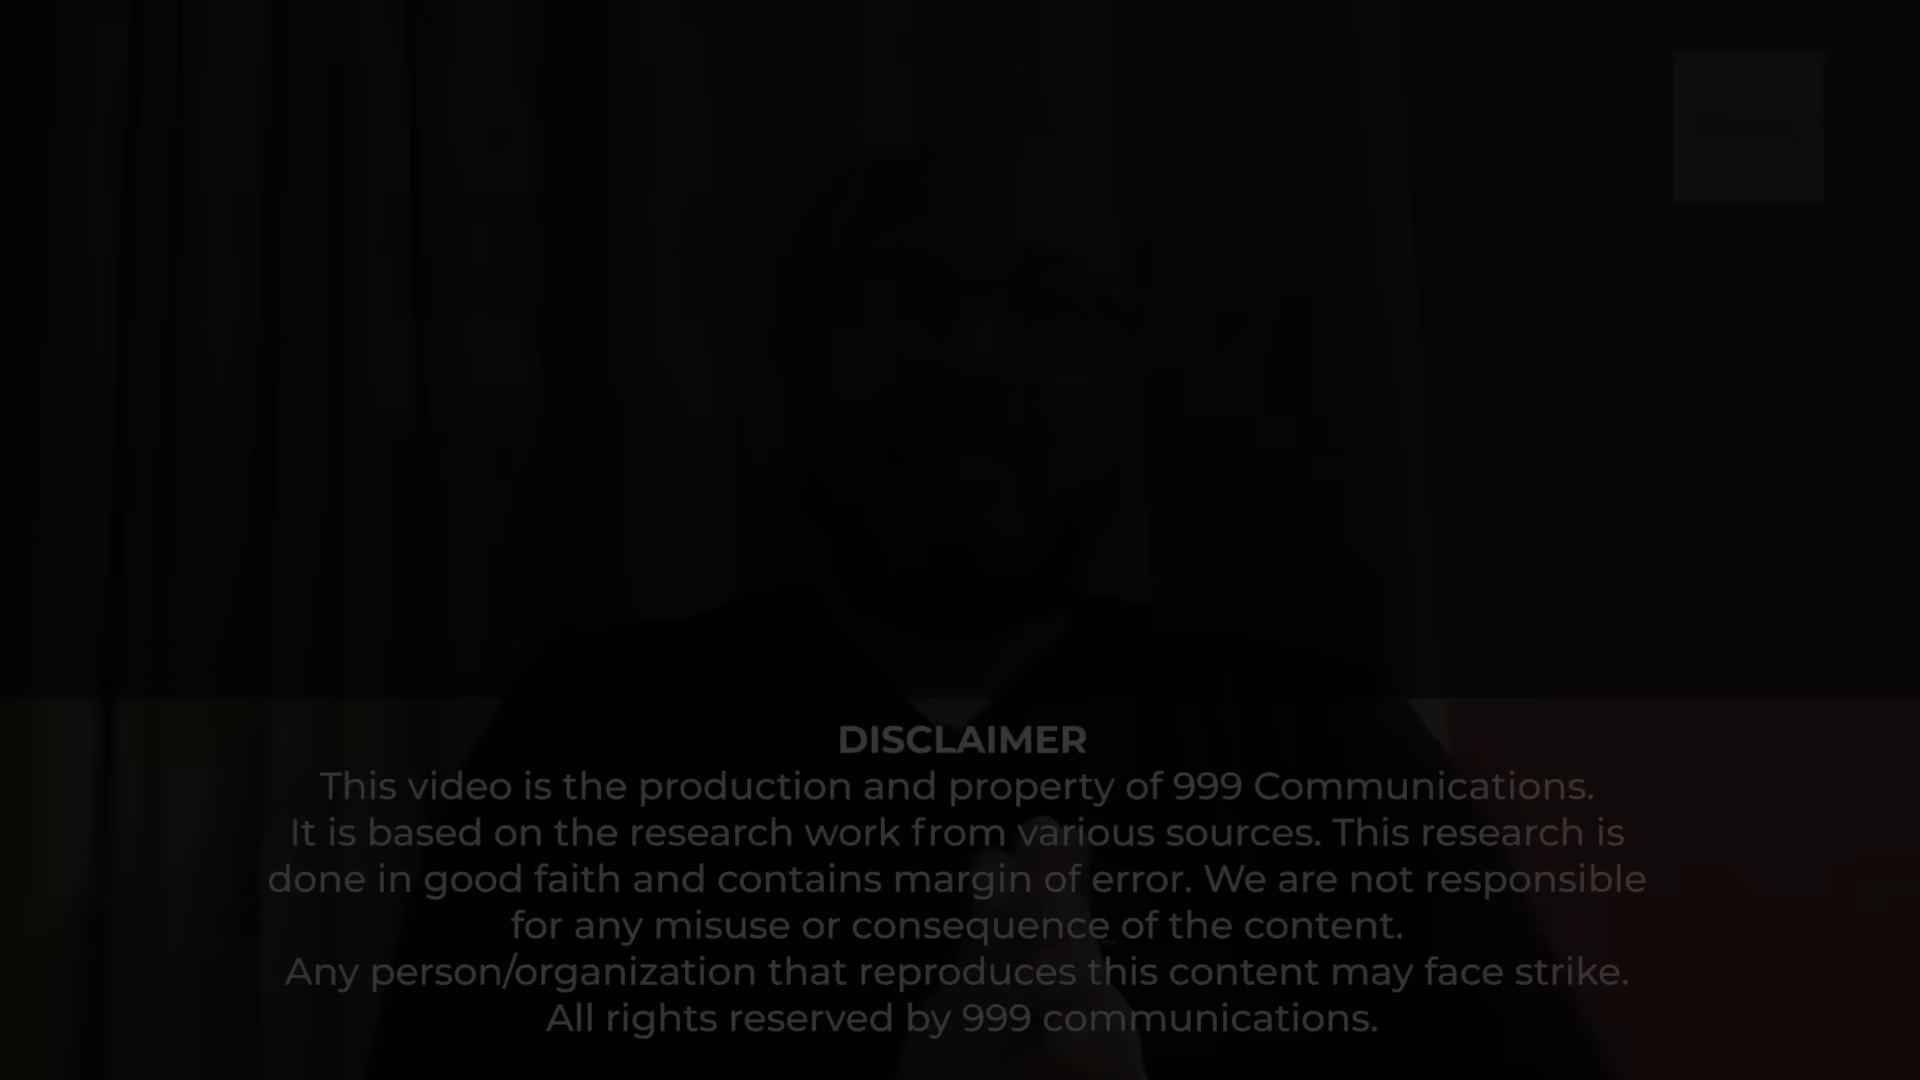 DISCLAIMER
This video is the production and property of 999 Communications.
It is based on the research work from various sources. This research is
done in good faith and contains margin of error. We are not responsible
for any misuse or consequence of the content.
Any person/organization that reproduces this content may face strike.
All rights reserved by 999 communications.